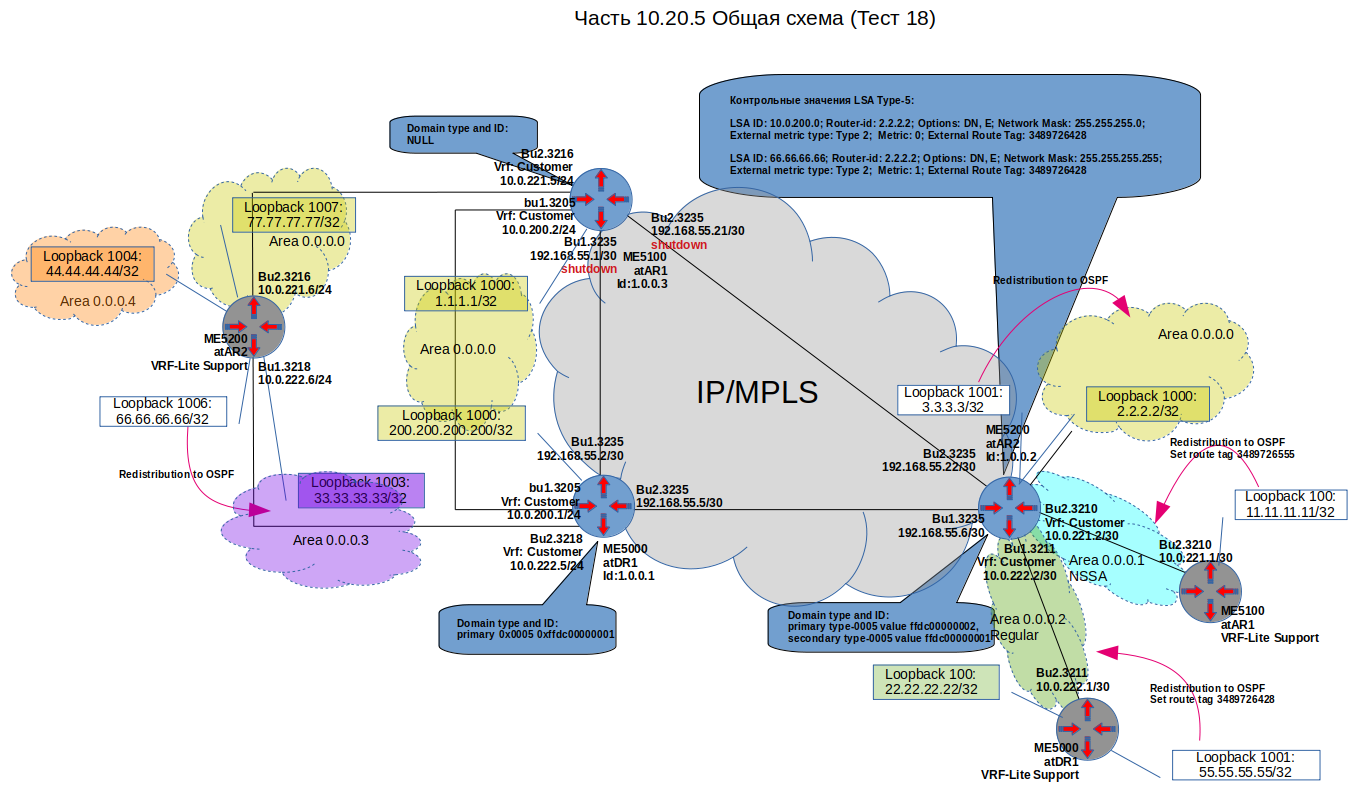 Часть 10.20.5 Общая схема (Тест 18)
Контрольные значения LSA Type-5:
LSA ID: 10.0.200.0; Router-id: 2.2.2.2; Options: DN, E; Network Mask: 255.255.255.0;
External metric type: Type 2;  Metric: 0; External Route Tag: 3489726428
LSA ID: 66.66.66.66; Router-id: 2.2.2.2; Options: DN, E; Network Mask: 255.255.255.255;
External metric type: Type 2;  Metric: 1; External Route Tag: 3489726428
Domain type and ID:
NULL
Bu2.3216
Vrf: Customer
10.0.221.5/24
bu1.3205
Vrf: Customer
10.0.200.2/24
Bu1.3235
192.168.55.1/30
shutdown
Bu2.3235
192.168.55.21/30
shutdown
ME5100
atAR1
Id:1.0.0.3
Loopback 1007:
77.77.77.77/32
Area 0.0.0.0
Loopback 1004:
44.44.44.44/32
Area 0.0.0.4
Bu2.3216
10.0.221.6/24
ME5200
atAR2
VRF-Lite Support
Bu1.3218
10.0.222.6/24
Loopback 1000:
1.1.1.1/32
Area 0.0.0.0
Loopback 1000:
200.200.200.200/32
Loopback 1006:
66.66.66.66/32
Redistribution to OSPF
Loopback 1003:
33.33.33.33/32
Area 0.0.0.3
IP/MPLS
Bu1.3235
192.168.55.2/30
bu1.3205
Vrf: Customer
10.0.200.1/24
Bu2.3235
192.168.55.5/30
Bu2.3218
Vrf: Customer
10.0.222.5/24
ME5000
atDR1
Id:1.0.0.1
Domain type and ID:
primary 0x0005 0xffdc00000001
Redistribution to OSPF
Area 0.0.0.0
Loopback 1001:
3.3.3.3/32
Loopback 1000:
2.2.2.2/32
ME5200
atAR2
Id:1.0.0.2
Bu2.3235
192.168.55.22/30
Redistribution to OSPF
Set route tag 3489726555
Loopback 100:
11.11.11.11/32
Bu1.3235
192.168.55.6/30
Bu2.3210
Vrf: Customer
10.0.221.2/30
Bu1.3211
Vrf: Customer
10.0.222.2/30
Area 0.0.0.1
NSSA
Bu2.3210
10.0.221.1/30
ME5100
atAR1
VRF-Lite Support
Domain type and ID:
primary type-0005 value ffdc00000002,
secondary type-0005 value ffdc00000001
Area 0.0.0.2
Regular
Loopback 100:
22.22.22.22/32
Bu2.3211
10.0.222.1/30
Redistribution to OSPF
Set route tag 3489726428
ME5000
atDR1
VRF-Lite Support
Loopback 1001:
55.55.55.55/32